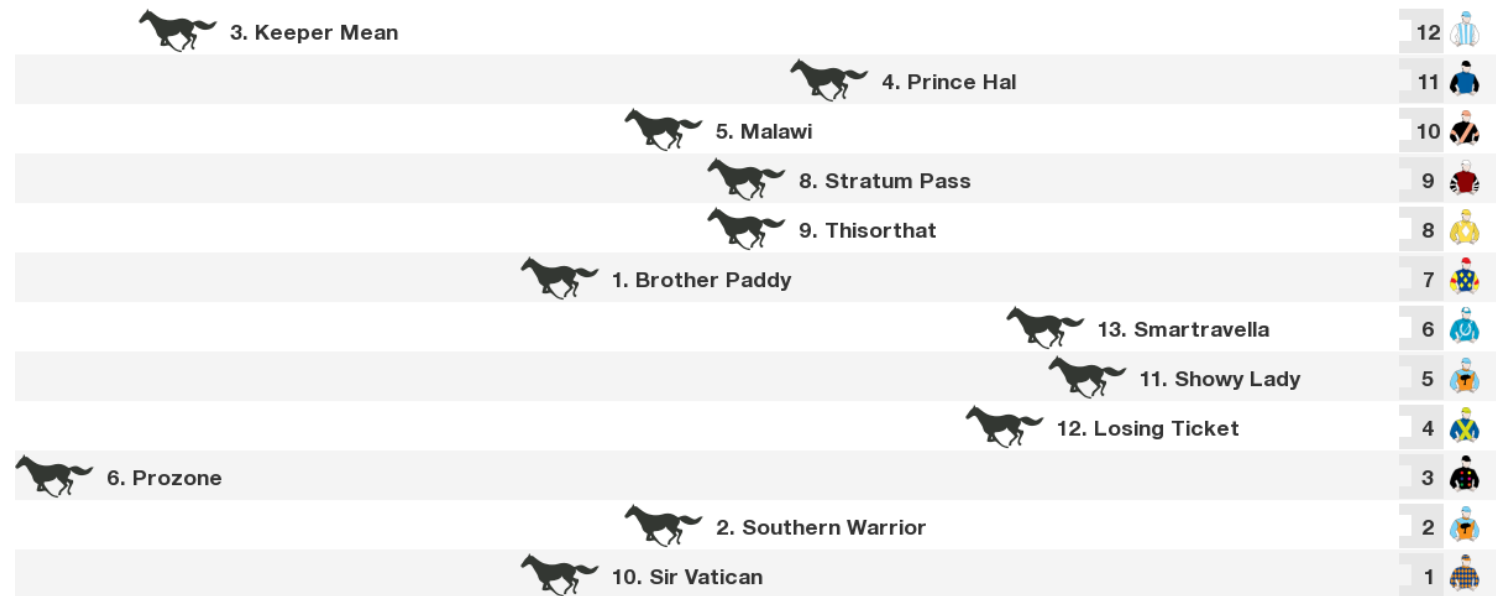 3. Keeper Mean 12
4. Prince Hal 11
5. Malawi 10
8. Stratum Pass 9
9. Thisorthat 8
1. Brother Paddy 7
13. Smartravella 6
11. Showy Lady 5
12. Losing Ticket 4
6. Prozone 3
2. Southern Warrior 2
10. Sir Vatican 1